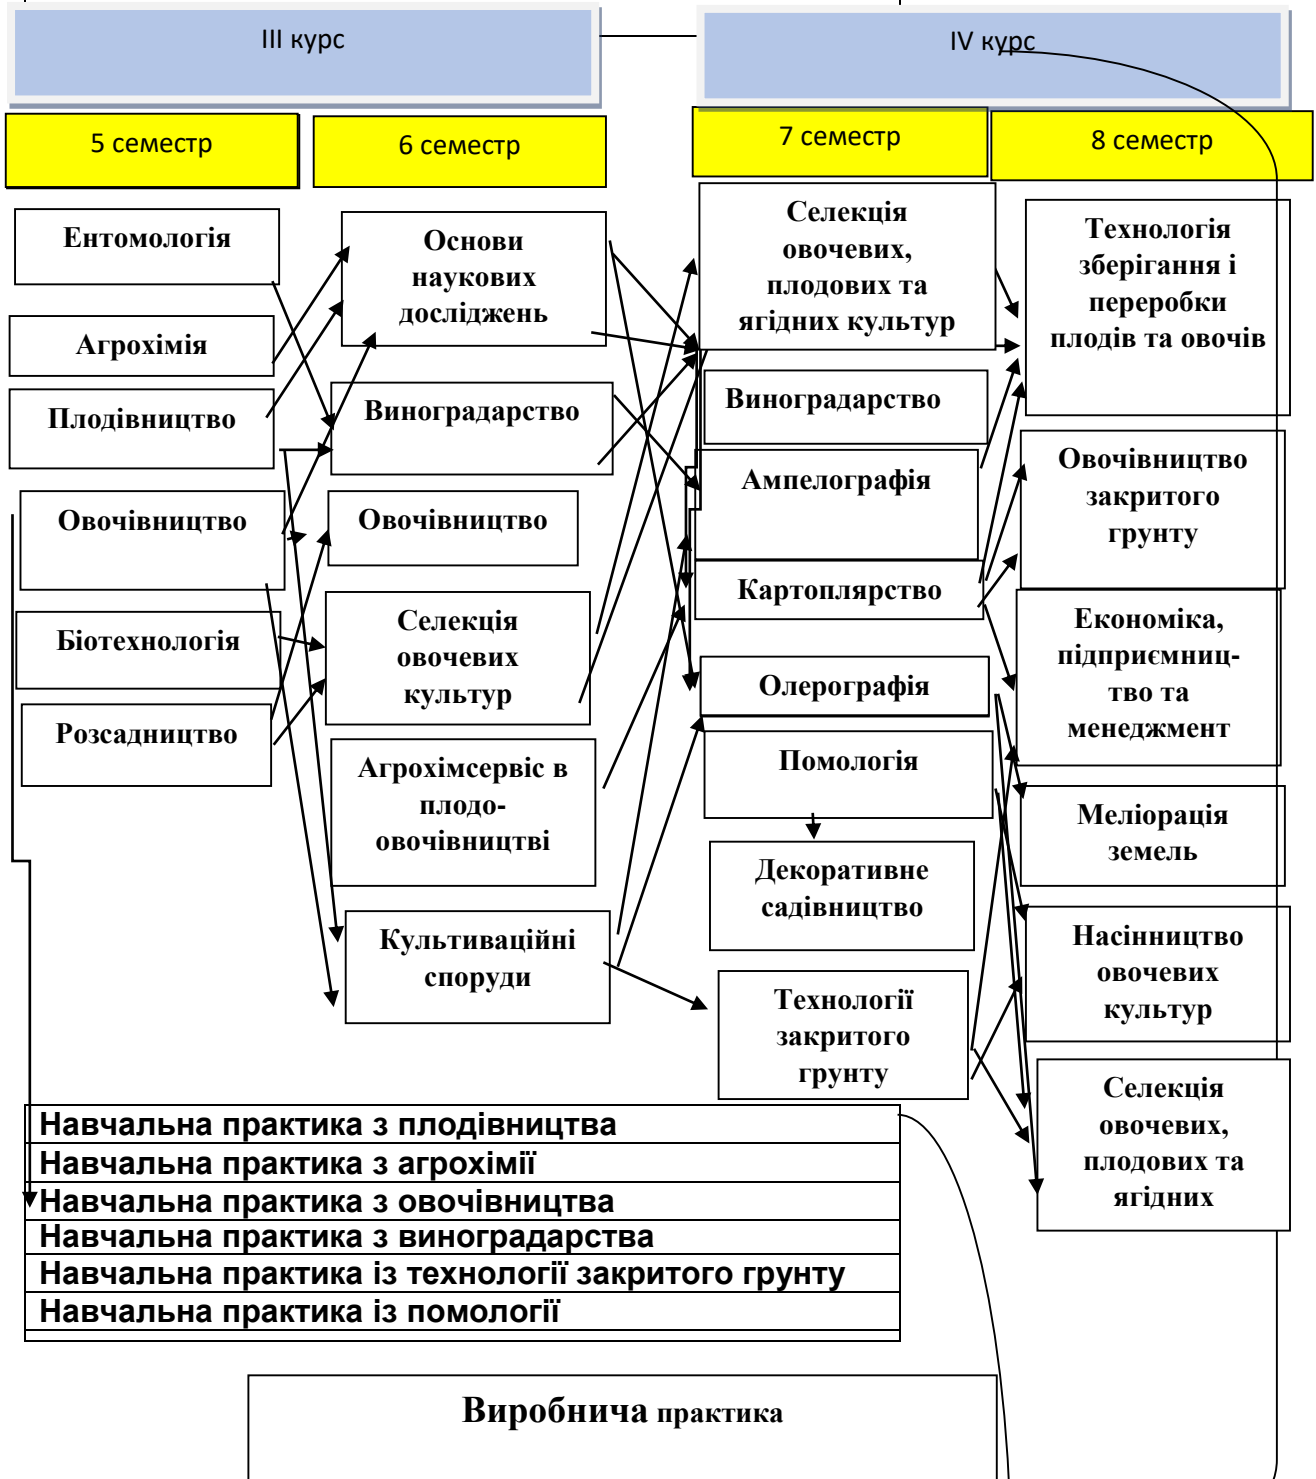 III курс
IV курс
5 семестр
6 семестр
7 семестр
8 семестр
Ентомологія
Агрохімія
Плодівництво
Овочівництво
Біотехнологія
Розсадництво
Основи
наукових
досліджень
Виноградарство
Овочівництво
Селекція
овочевих
культур
Агрохімсервіс в
плодо-
овочівництві
Культиваційні
споруди
Селекція
овочевих,
плодових та
ягідних культур
Виноградарство
Ампелографія
Картоплярство
Олерографія
Помологія
Декоративне
садівництво
Технології
закритого
грунту
Технологія
зберігання і
переробки
плодів та овочів
Овочівництво
закритого
грунту
Економіка,
підприємниц-
тво та
менеджмент
Меліорація
земель
Насінництво
овочевих
культур
Селекція
овочевих,
плодових та
ягідних
Навчальна практика з плодівництва
Навчальна практика з агрохімії
Навчальна практика з овочівництва
Навчальна практика з виноградарства
Навчальна практика із технології закритого грунту
Навчальна практика із помології
Виробнича практика